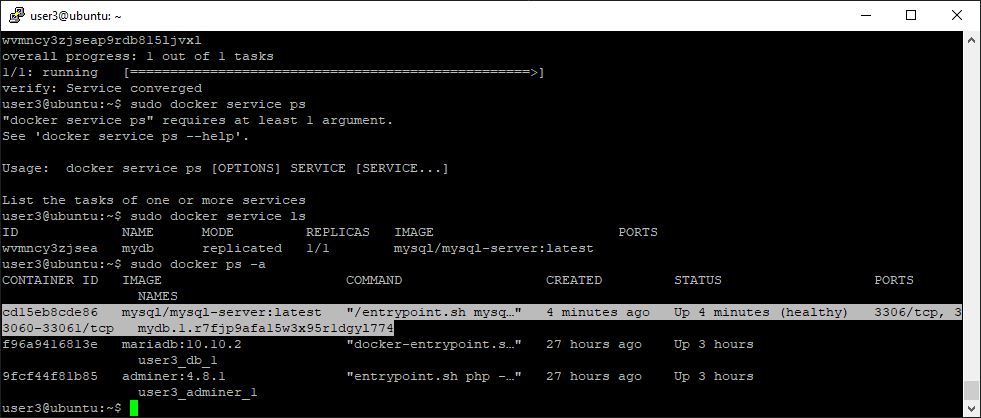 user3@ubuntu: ~
wvmncy3zjseap9rdb815ljvxl
overall progress: 1 out of 1 tasks
1/1: running   [==================================================>]
verify: Service converged
user3@ubuntu:~$ sudo docker service ps
"docker service ps" requires at least 1 argument.
See 'docker service ps --help'.
Usage:  docker service ps [OPTIONS] SERVICE [SERVICE...]
List the tasks of one or more services
user3@ubuntu:~$ sudo docker service ls
ID             NAME      MODE         REPLICAS   IMAGE                       PORTS
wvmncy3zjsea   mydb      replicated   1/1        mysql/mysql-server:latest
user3@ubuntu:~$ sudo docker ps -a
CONTAINER ID   IMAGE                       COMMAND                  CREATED         STATUS                   PORTS
NAMES
cd15eb8cde86   mysql/mysql-server:latest   "/entrypoint.sh mysq…"   4 minutes ago   Up 4 minutes (healthy)   3306/tcp, 3
3060-33061/tcp   mydb.1.r7fjp9afa15w3x95r1dgyl774
f96a9416813e   mariadb:10.10.2             "docker-entrypoint.s…"   27 hours ago    Up 3 hours
user3_db_1
9fcf44f81b85   adminer:4.8.1               "entrypoint.sh php -…"   27 hours ago    Up 3 hours
user3_adminer_1
user3@ubuntu:~$